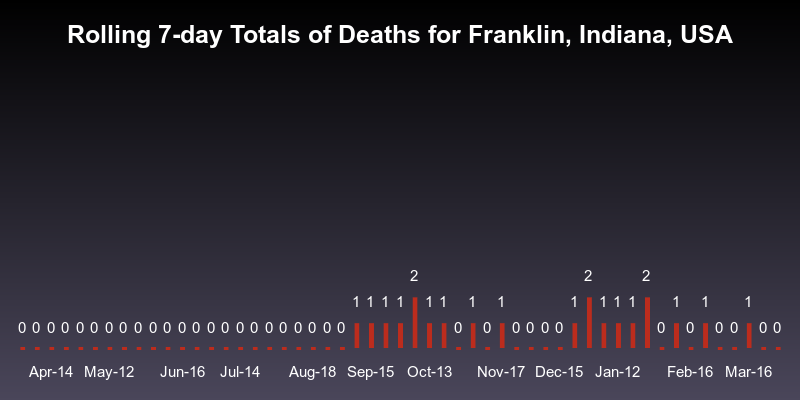 Rolling 7-day Totals of Deaths for Franklin, Indiana, USA
2 2 2
1 1 1 1 1 1 1 1 1 1 1 1 1 1 1
0 0 0 0 0 0 0 0 0 0 0 0 0 0 0 0 0 0 0 0 0 0 0 0 0 0 0 0 0 0 0 0 0 0 0
Apr-14 May-12 Jun-16 Jul-14 Aug-18 Sep-15 Oct-13 Nov-17 Dec-15 Jan-12 Feb-16 Mar-16